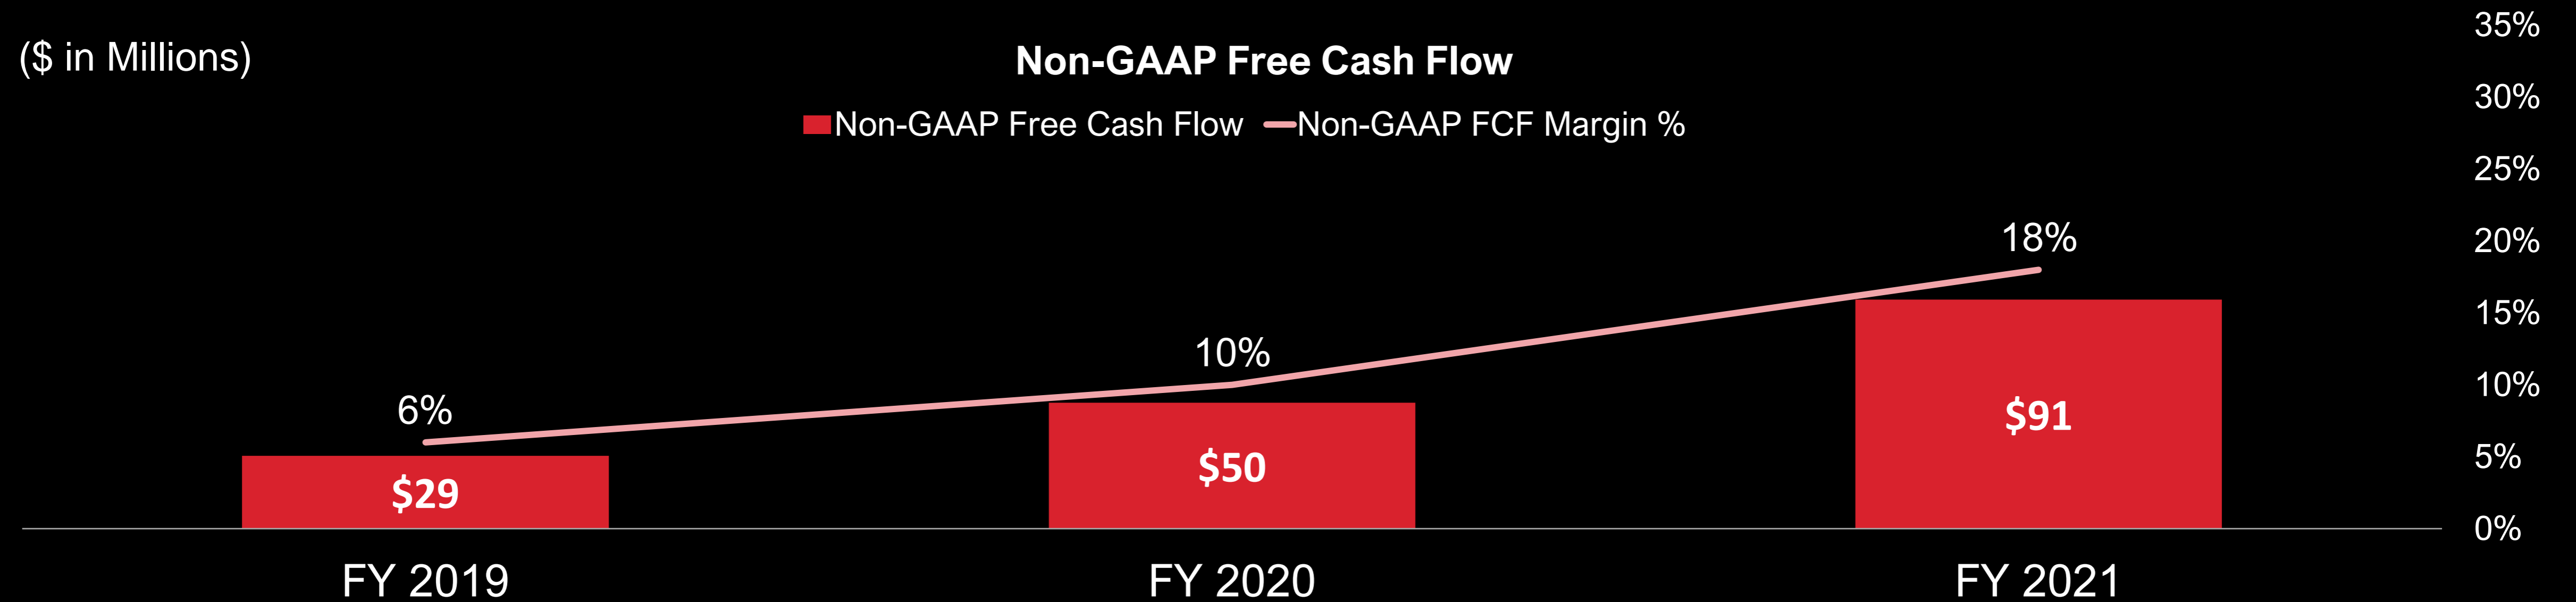 ($ in Millions)
Non-GAAP Free Cash Flow
Non-GAAP Free Cash Flow Non-GAAP FCF Margin %
35%
30%
25%
20%
15%
10%
5%
0%
6%
10%
18%
$29
$50
$91
FY 2019
FY 2020
FY 2021